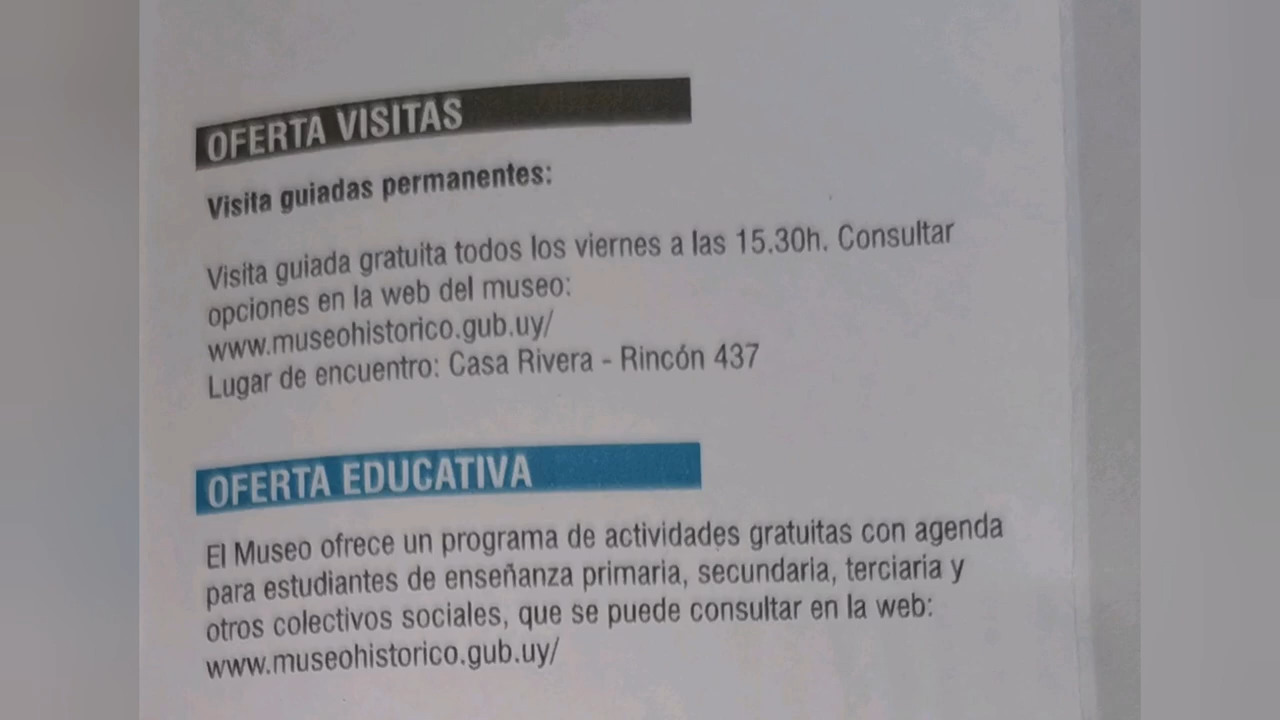 OFERTA VISITAS
Visita guiadas permanentes:
Visita guiada gratuita todos los viernes a las 15.30h. Consultar
opciones en la web del museo:
www.museohistorico.gub.uy/
Lugar de encuentro: Casa Rivera - Rincón 437
OFERTA EDUCATIVA
El Museo ofrece un programa de actividades gratuitas con agenda
para estudiantes de enseñanza primaria, secundaria, terciaria y
otros colectivos sociales, que se puede consultar en la web:
www.museohistorico.gub.uy/